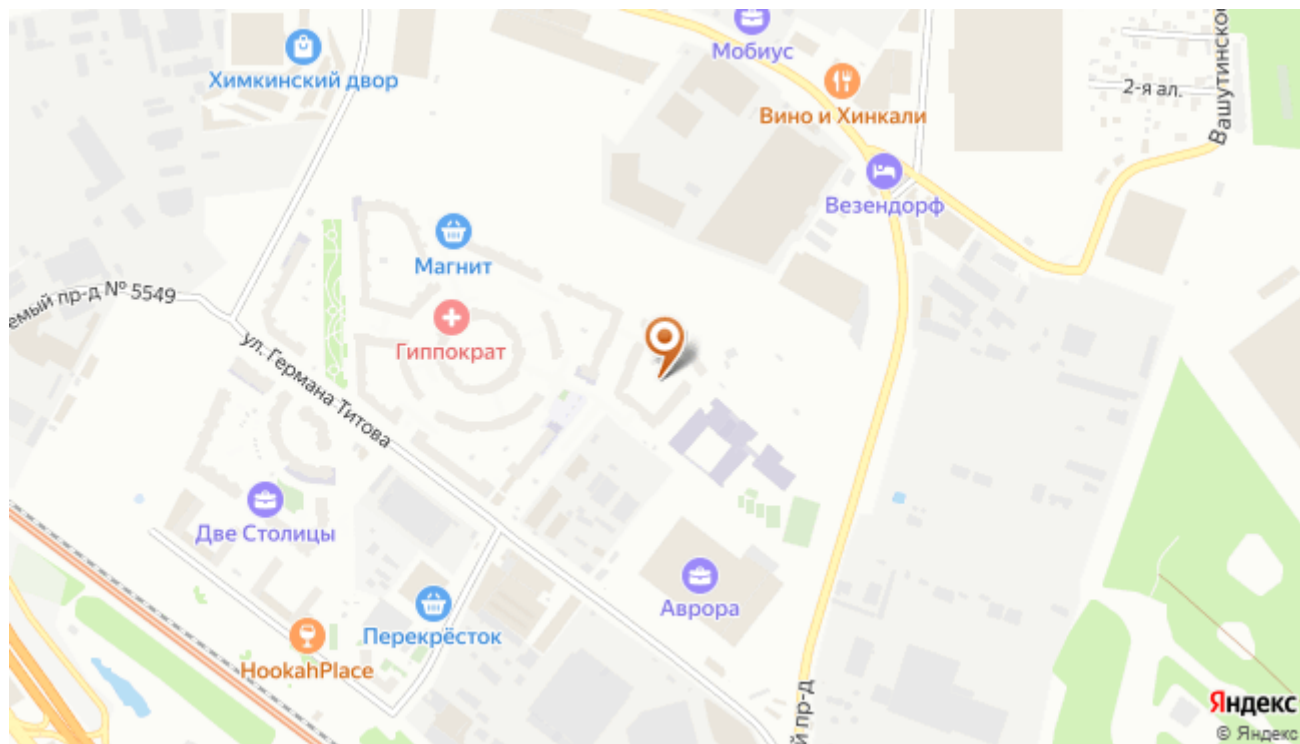 Мобиус
Химкинский двор
2-я ал.
Вашутинское
Вино и Хинкали
Везендорф
Магнит
емый пр-д № 5549
Гиппократ
ул. Германа Титова
Две Столицы
Аврора
Перекрёсток
HookahPlace
й пр-д
Яндекс
© Яндекс